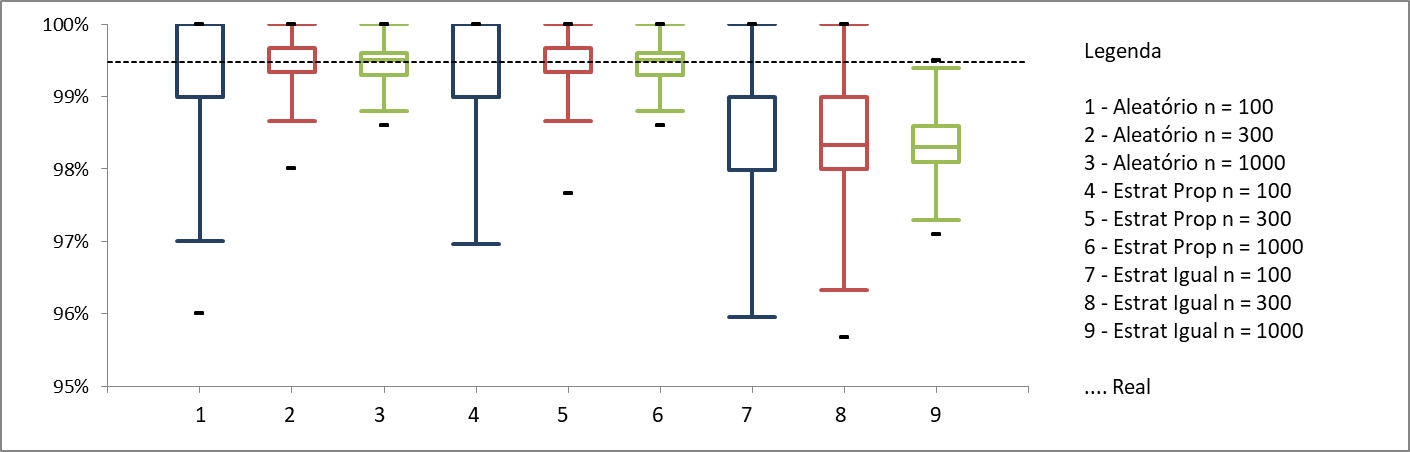 100%
99%
98%
97%
96%
95%
1 2 3 4 5 6 7 8 9
Legenda
1 - Aleatório n = 100
2 - Aleatório n = 300
3 - Aleatório n = 1000
4 - Estrat Prop n = 100
5 - Estrat Prop n = 300
6 - Estrat Prop n = 1000
7 - Estrat Igual n = 100
8 - Estrat Igual n = 300
9 - Estrat Igual n = 1000
.... Real